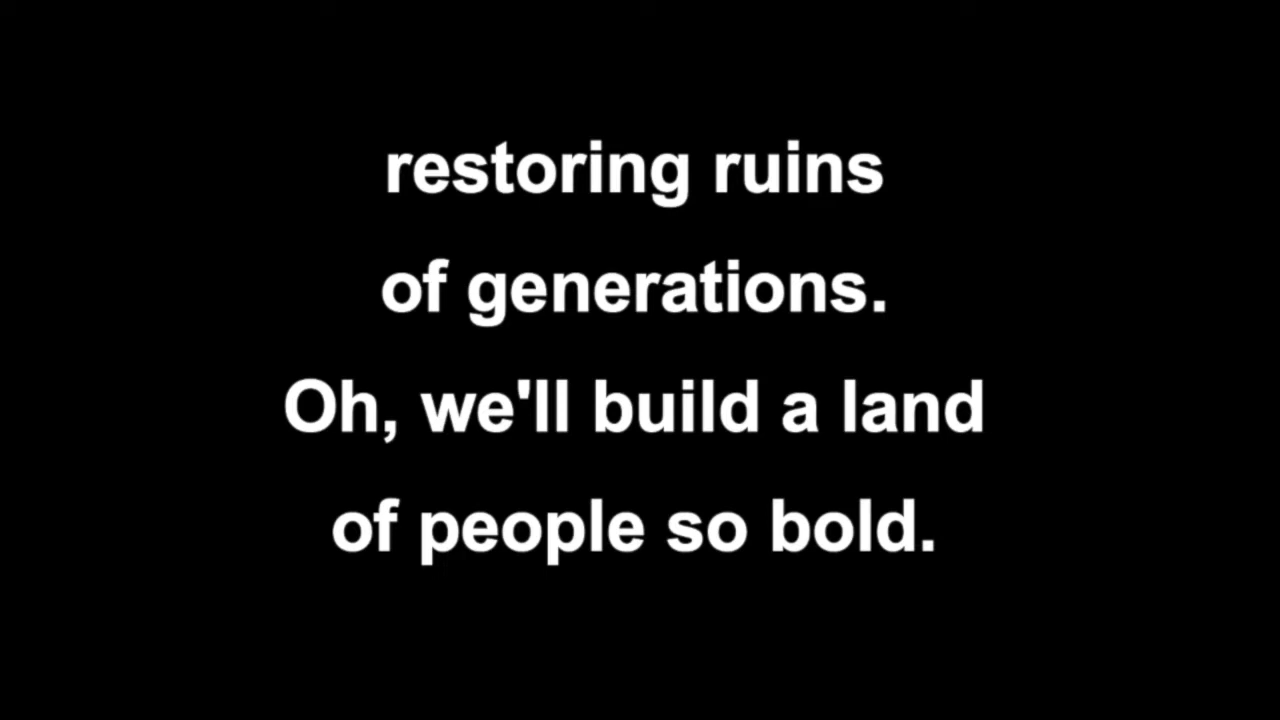 restoring ruins
of generations.
Oh, we'll build a land
of people so bold.